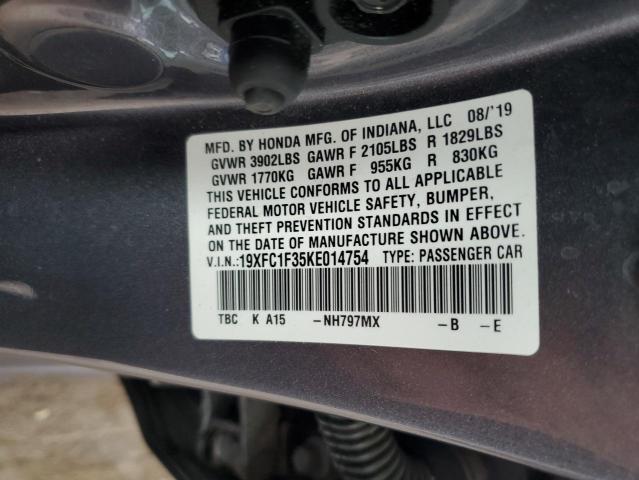 MFD. BY HONDA MFG. OF INDIANA, LLC 08/'19
GVWR 3902LBS GAWR F 2105LBS R 1829LBS
GVWR 1770KG GAWR F 955KG R 830KG
THIS VEHICLE CONFORMS TO ALL APPLICABLE
FEDERAL MOTOR VEHICLE SAFETY, BUMPER,
AND THEFT PREVENTION STANDARDS IN EFFECT
ON THE DATE OF MANUFACTURE SHOWN ABOVE.
V.I.N.:19XFC1F35KE014754 TYPE: PASSENGER CAR
TBC K A15 -NH797MX -B -E